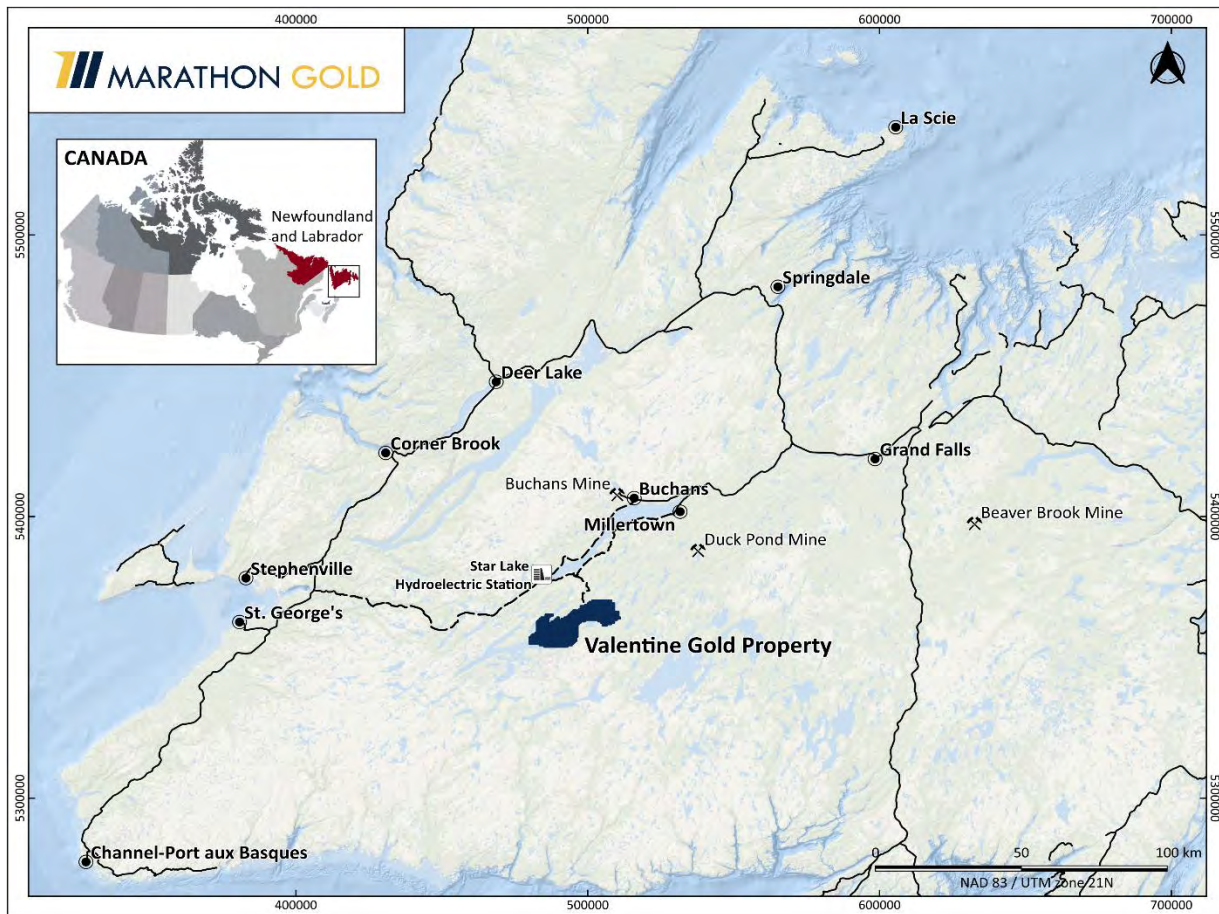 400000 500000 600000 700000
MARATHON GOLD
La Scie
CANADA
Newfoundland
and Labrador
5500000 5500000
Springdale
Deer Lake
Corner Brook
Grand Falls
Buchans Mine
Buchans
Millertown
Beaver Brook Mine
5400000 5400000
Duck Pond Mine
Star Lake
Hydroelectric Station
Stephenville
St. George's
Valentine Gold Property
5300000 5300000
Channel-Port aux Basques
0 50 100 km
NAD 83 / UTM zone 21N
400000 500000 600000 700000